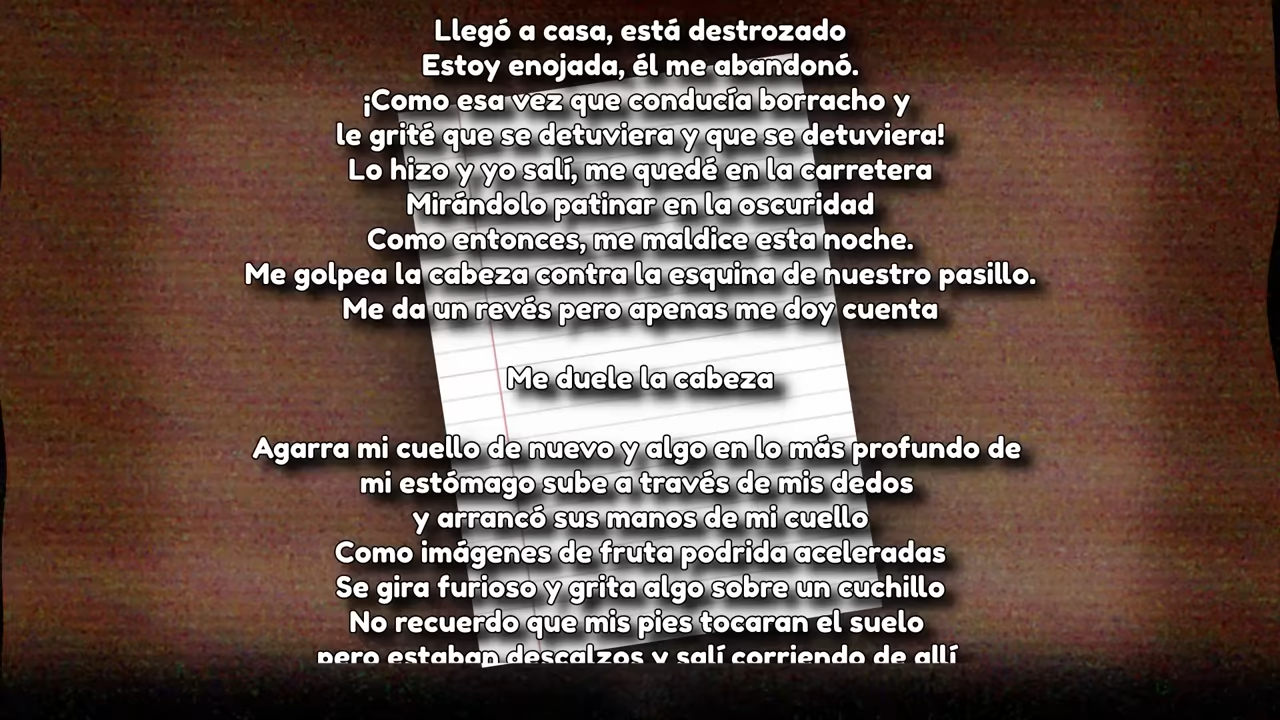 Llegó a casa, está destrozado
Estoy enojada, él me abandonó.
¡Como esa vez que conducía borracho y
le grité que se detuviera y que se detuviera!
Lo hizo y yo salí, me quedé en la carretera
Mirándolo patinar en la oscuridad
Como entonces, me maldice esta noche.
Me golpea la cabeza contra la esquina de nuestro pasillo.
Me da un revés pero apenas me doy cuenta
Me duele la cabeza
Agarra mi cuello de nuevo y algo en lo más profundo de
mi estómago sube a través de mis dedos
y arrancó sus manos de mi cuello
Como imágenes de fruta podrida aceleradas
Se gira furioso y grita algo sobre un cuchillo
No recuerdo que mis pies tocaran el suelo
pero estaban descalzos y salí corriendo de allí